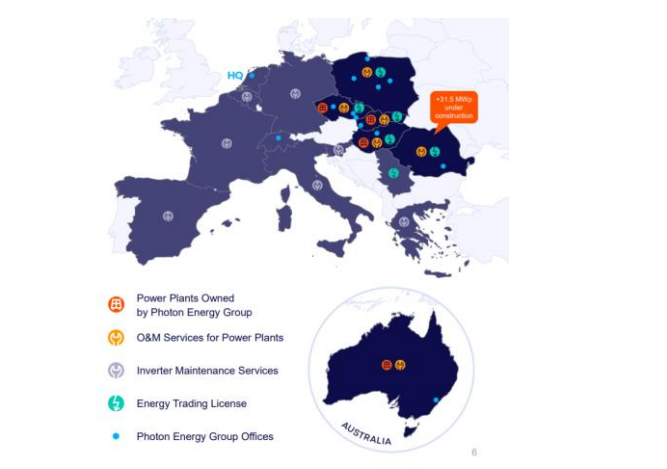 HQ
+31.5 MWp
under
construction
Power Plants Owned
by Photon Energy Group
O&M Services for Power Plants
Inverter Maintenance Services
Energy Trading License
Photon Energy Group Offices
AUSTRALIA
6